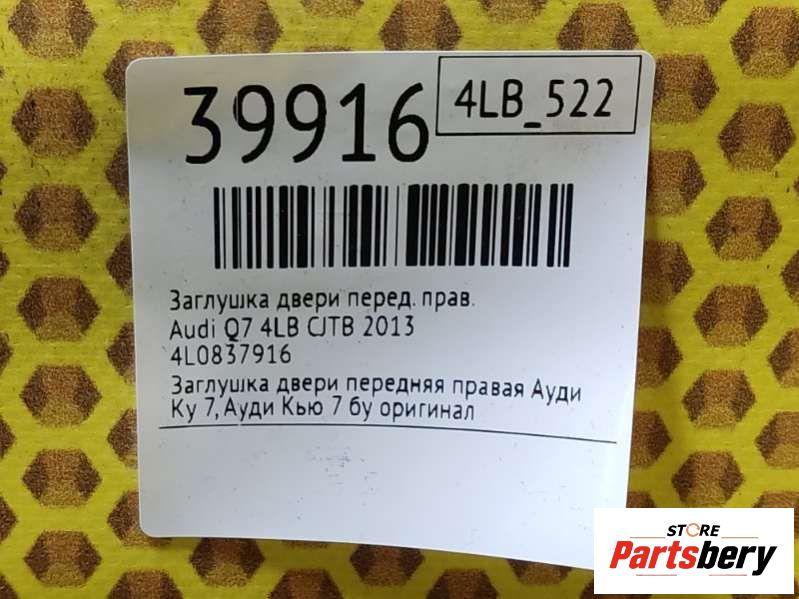 39916
4LB_522
Заглушка двери перед. прав.
Audi Q7 4LB CJTB 2013
4L0837916
Заглушка двери передняя правая Ауди
Ку 7, Ауди Кью 7 бу оригинал
STORE
Partsbery